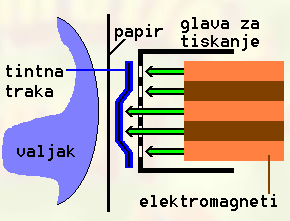 papir
glava za
tiskanje
tintna
traka
valjak
elektromagneti